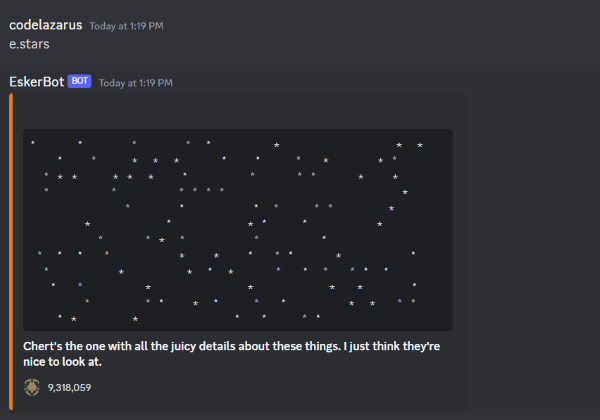 codelazarus Today at 1:19 PM
e.stars
EskerBot BOT Today at 1:19 PM
Chert's the one with all the juicy details about these things. I just think they're
nice to look at.
9,318,059